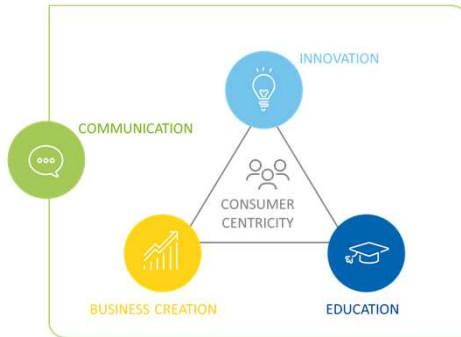 INNOVATION
COMMUNICATION
CONSUMER
CENTRICITY
BUSINESS CREATION
EDUCATION